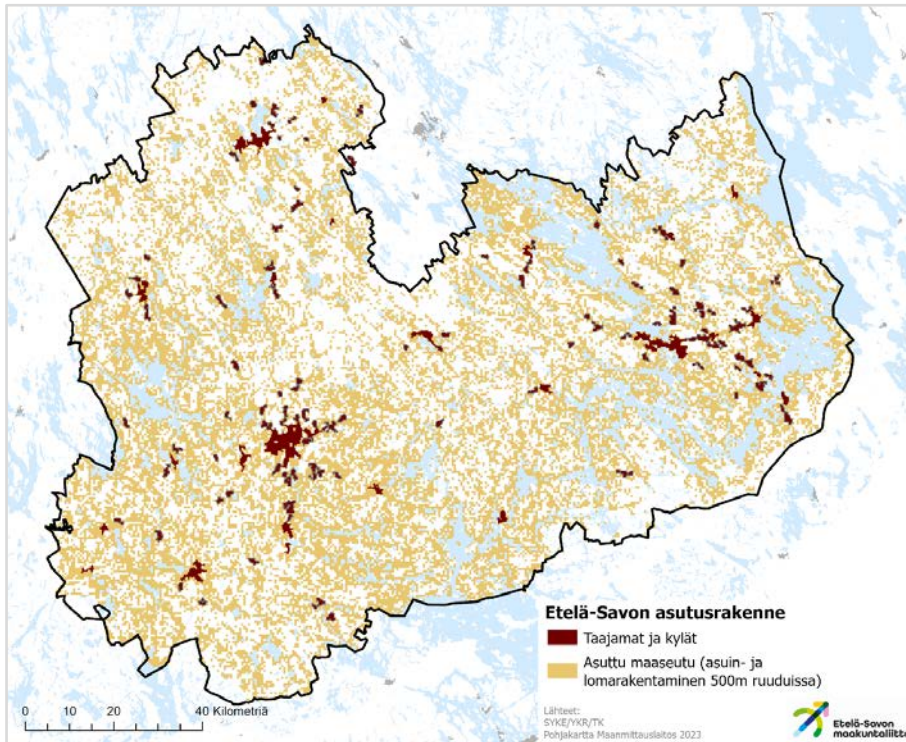 Etelä-Savon asutusrakenne
Taajamat ja kylät
Asuttu maaseutu (asuin- ja
lomarakentaminen 500m ruuduissa)
0 10 20 40 Kilometriä
Lähteet:
SYKE/YKR/TK
Pohjakartta Maanmittauslaitos 2023
Etelä-Savon
maakuntaliitto